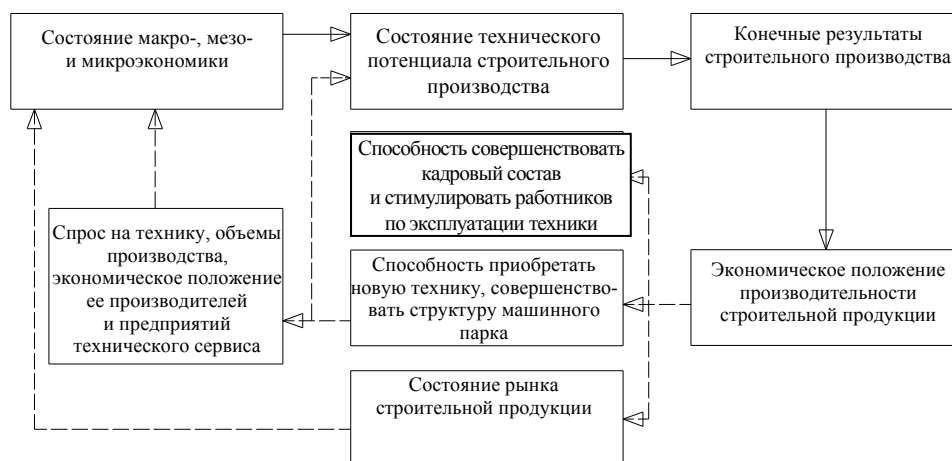 Состояние макро-, мезо-
и микроэкономики
Состояние технического
потенциала строительного
производства
Конечные результаты
строительного производства
Способность совершенствовать
кадровый состав
и стимулировать работников
по эксплуатации техники
Спрос на технику, объемы
производства,
экономическое положение
ее производителей
и предприятий
технического сервиса
Способность приобретать
новую технику, совершенство-
вать структуру машинного
парка
Экономическое положение
производительности
строительной продукции
Состояние рынка
строительной продукции